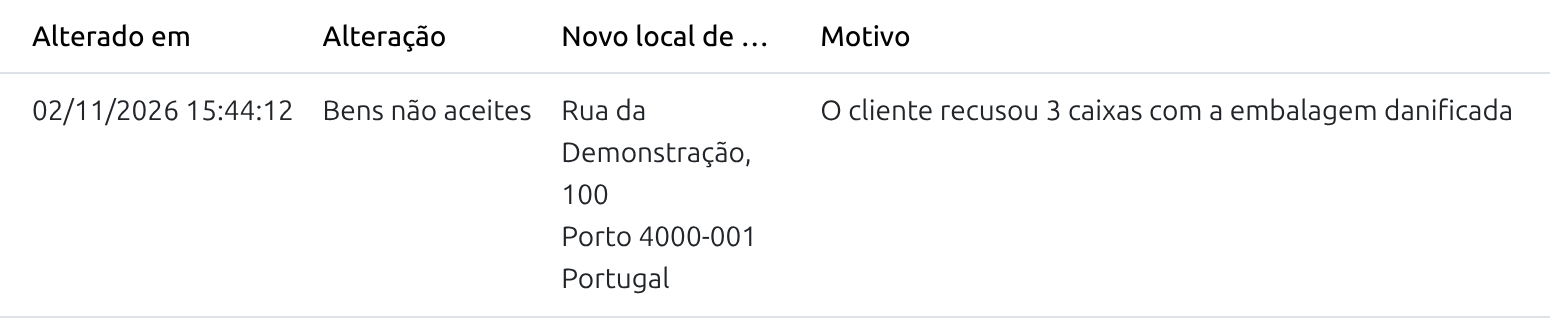 Alterado em Alteração Novo local de … Motivo
02/11/2026 15:44:12 Bens não aceites Rua da O cliente recusou 3 caixas com a embalagem danificada
Demonstração,
100
Porto 4000-001
Portugal